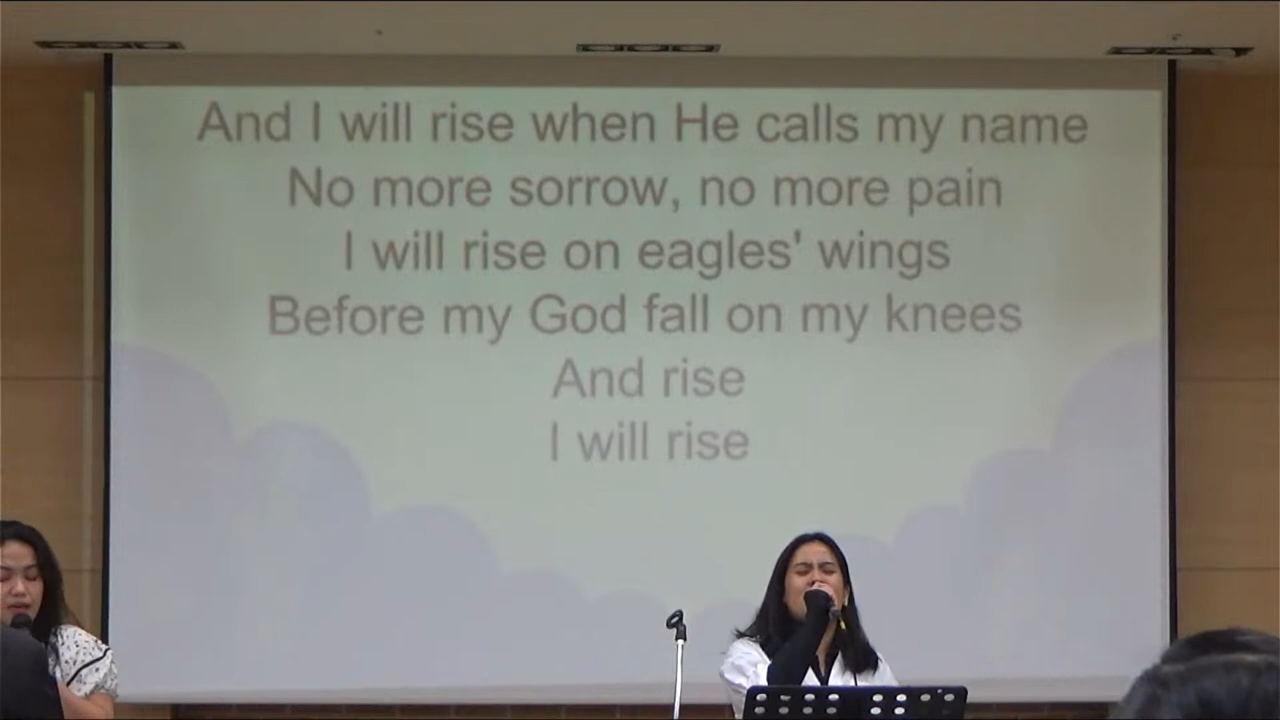 And I will rise when He calls my name
No more sorrow, no more pain
I will rise on eagles' wings
Before my God fall on my knees
And rise
I will rise